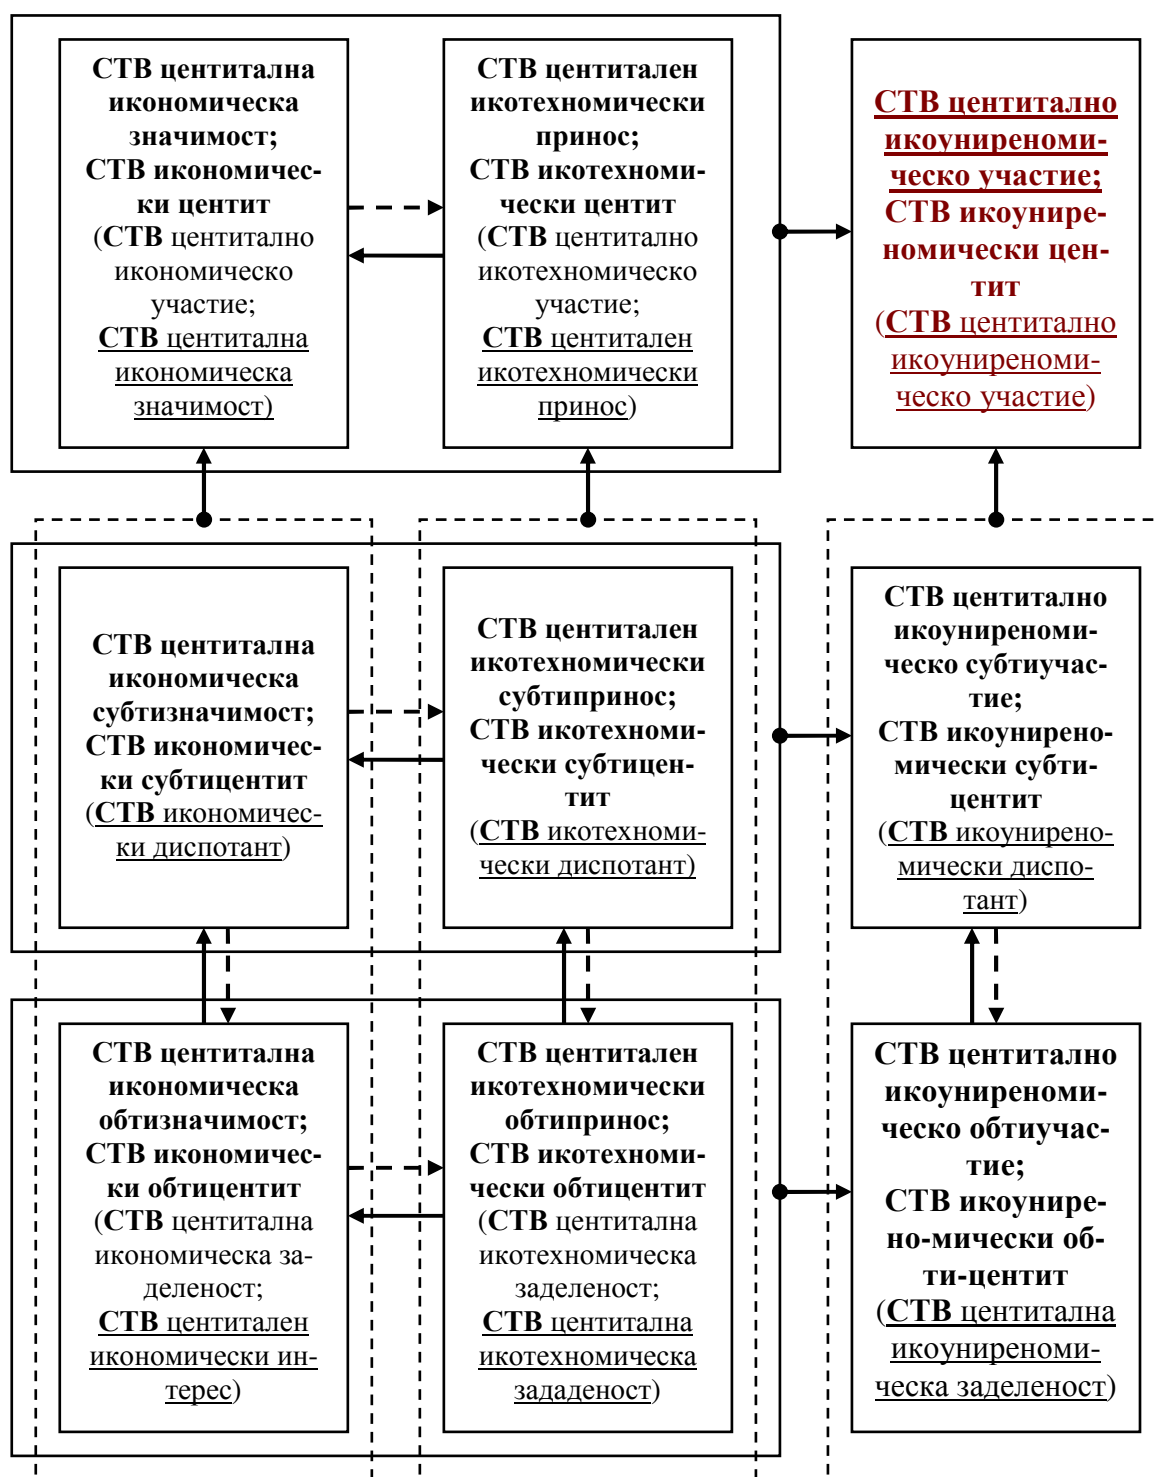 СТВ центитална
икономическа
значимост;
СТВ икономичес-
ки центит
(СТВ центитално
икономическо
участие;
СТВ центитална
икономическа
значимост)
СТВ центитален
икотехномически
принос;
СТВ икотехноми-
чески центит
(СТВ центитално
икотехномическо
участие;
СТВ центитален
икотехномически
принос)
СТВ центитално
икоуниреноми-
ческо участие;
СТВ икоунире-
номически цен-
тит
(СТВ центитално
икоуниреноми-
ческо участие)
СТВ центитална
икономическа
субтизначимост;
СТВ икономичес-
ки субтицентит
(СТВ икономичес-
ки диспотант)
СТВ центитален
икотехномически
субтипринос;
СТВ икотехноми-
чески субтицен-
тит
(СТВ икотехноми-
чески диспотант)
СТВ центитално
икоуниреноми-
ческо субтиучас-
тие;
СТВ икоунирено-
мически субти-
центит
(СТВ икоунирено-
мически диспо-
тант)
СТВ центитална
икономическа
обтизначимост;
СТВ икономичес-
ки обтицентит
(СТВ центитална
икономическа за-
деленост;
СТВ центитален
икономически ин-
терес)
СТВ центитален
икотехномически
обтипринос;
СТВ икотехноми-
чески обтицентит
(СТВ центитална
икотехномическа
заделеност;
СТВ центитална
икотехномическа
зададеност)
СТВ центитално
икоуниреноми-
ческо обтиучас-
тие;
СТВ икоунире-
но-мически об-
ти-центит
(СТВ центитална
икоуниреноми-
ческа заделеност)